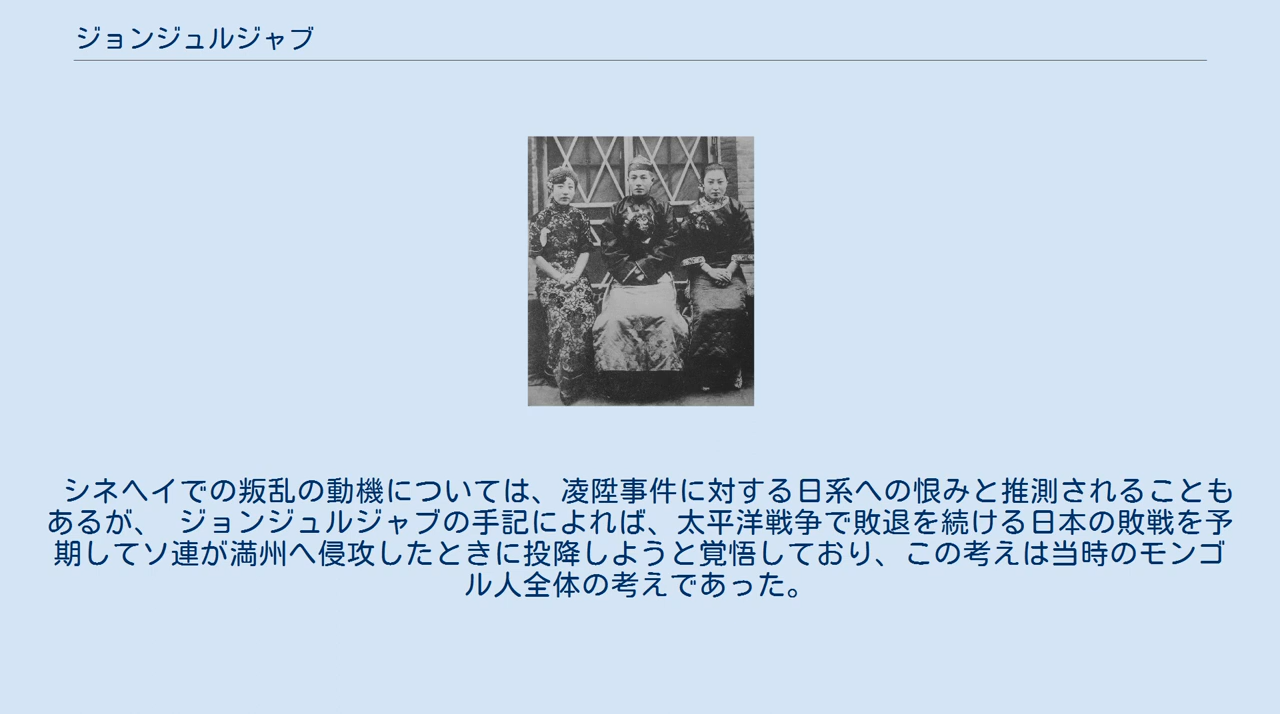 ジョンジュルジャブ
シネヘイでの叛乱の動機については、凌陞事件に対する日系への恨みと推測されることも
あるが、 ジョンジュルジャブの手記によれば、太平洋戦争で敗退を続ける日本の敗戦を予
期してソ連が満州へ侵攻したときに投降しようと覚悟しており、この考えは当時のモンゴ
ル人全体の考えであった。